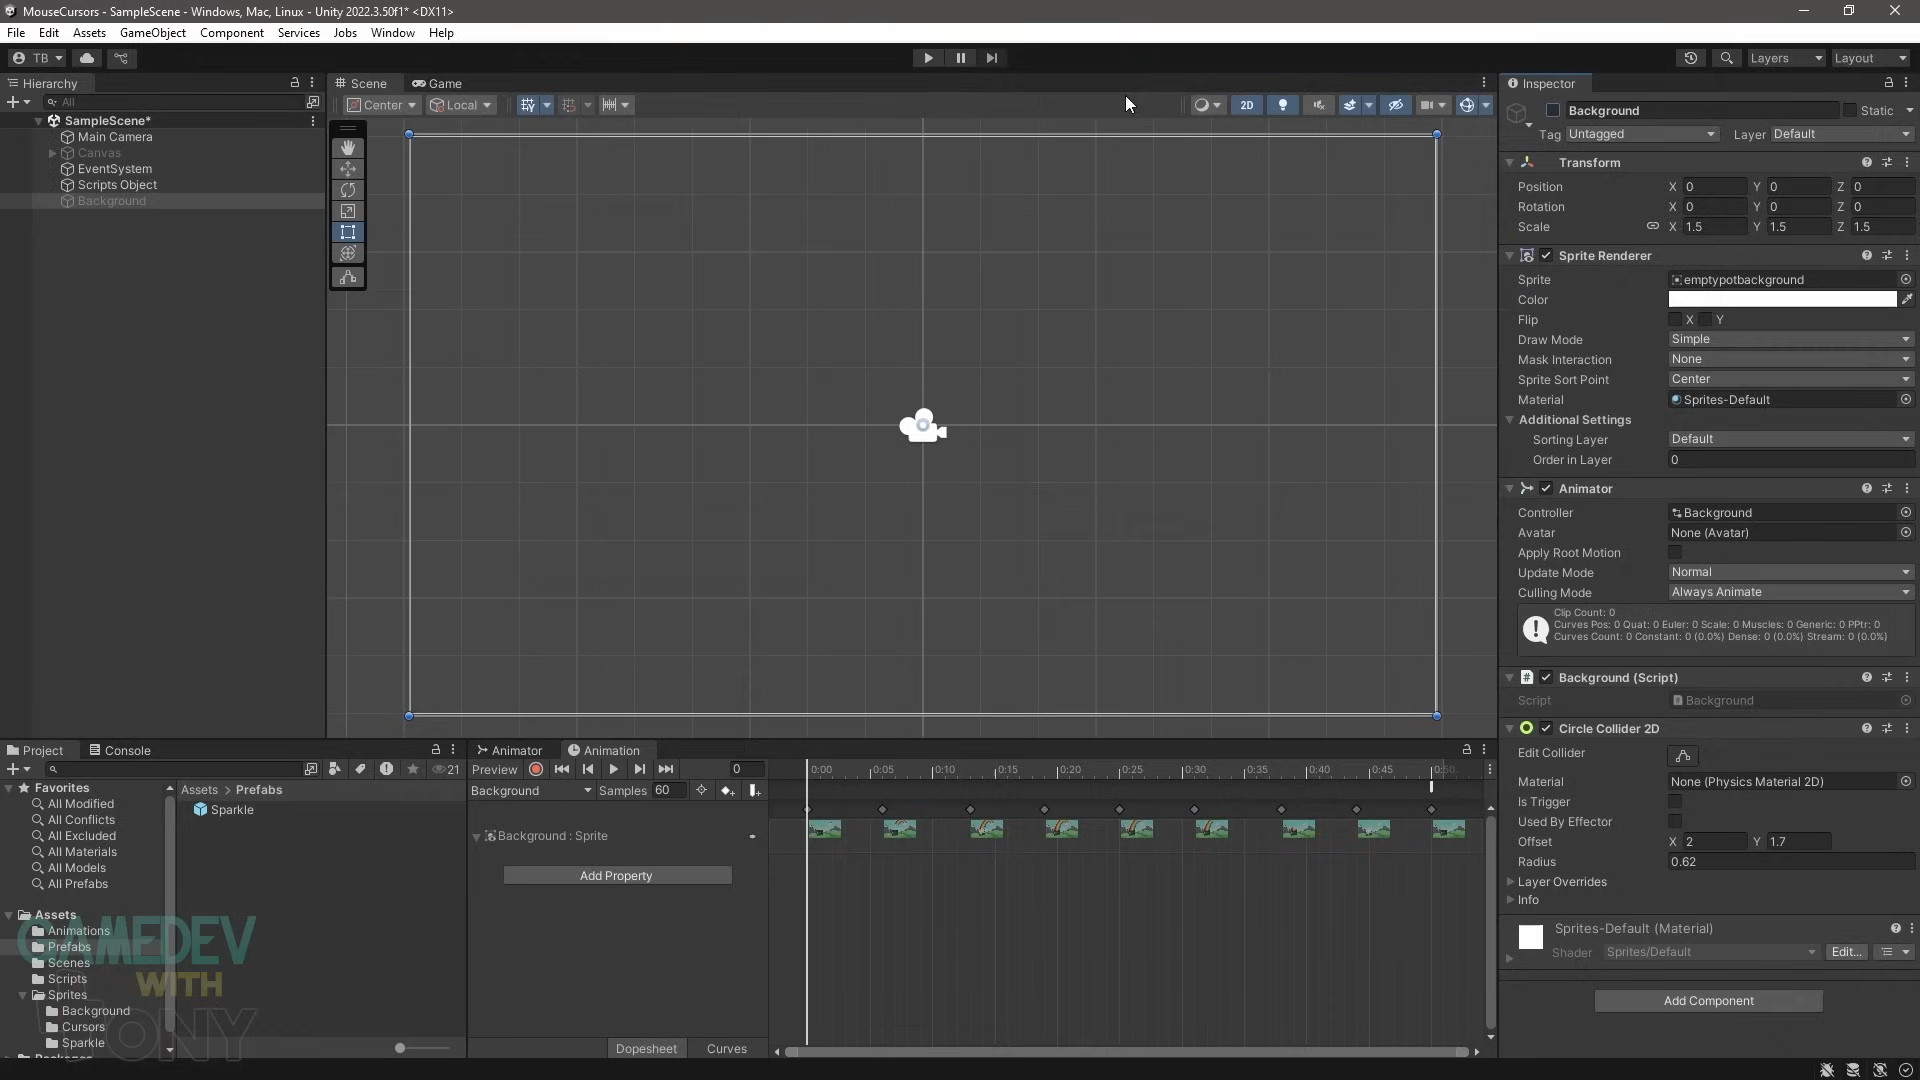 MouseCursors - SampleScene - Windows, Mac, Linux - Unity 2022.3.50f1* <DX11>
File Edit Assets GameObject Component Services Jobs Window Help
TB Layers Layout
Hierarchy
All
SampleScene*
Main Camera
Canvas
EventSystem
Scripts Object
Background
Scene Game
Center Local 2D
Inspector
Background Static
Tag Untagged Layer Default
Transform
Position X 0 Y 0 Z 0
Rotation X 0 Y 0 Z 0
Scale X 1.5 Y 1.5 Z 1.5
Sprite Renderer
Sprite emptypotbackground
Color
Flip X Y
Draw Mode Simple
Mask Interaction None
Sprite Sort Point Center
Material Sprites-Default
Additional Settings
Sorting Layer Default
Order in Layer 0
Animator
Controller Background
Avatar None (Avatar)
Apply Root Motion
Update Mode Normal
Culling Mode Always Animate
Clip Count: 0
Curves Pos: 0 Quat: 0 Euler: 0 Scale: 0 Muscles: 0 Generic: 0 PPtr: 0
Curves Count: 0 Constant: 0 (0.0%) Dense: 0 (0.0%) Stream: 0 (0.0%)
Background (Script)
Script Background
Circle Collider 2D
Edit Collider
Material None (Physics Material 2D)
Is Trigger
Used By Effector
Offset X 2 Y 1.7
Radius 0.62
Layer Overrides
Info
Sprites-Default (Material)
Shader Sprites/Default Edit...
Add Component
Project Console
21
Favorites
All Modified
All Conflicts
All Excluded
All Materials
All Models
All Prefabs
Assets
Animations
Prefabs
Scenes
Scripts
Sprites
Background
Cursors
Sparkle
Assets > Prefabs
Sparkle
Animator Animation
Preview 0
Background Samples 60
0:00 0:05 0:10 0:15 0:20 0:25 0:30 0:35 0:40 0:45 0:50
Background : Sprite
Add Property
Dopesheet Curves
GAMEDEV
WITH
TONY